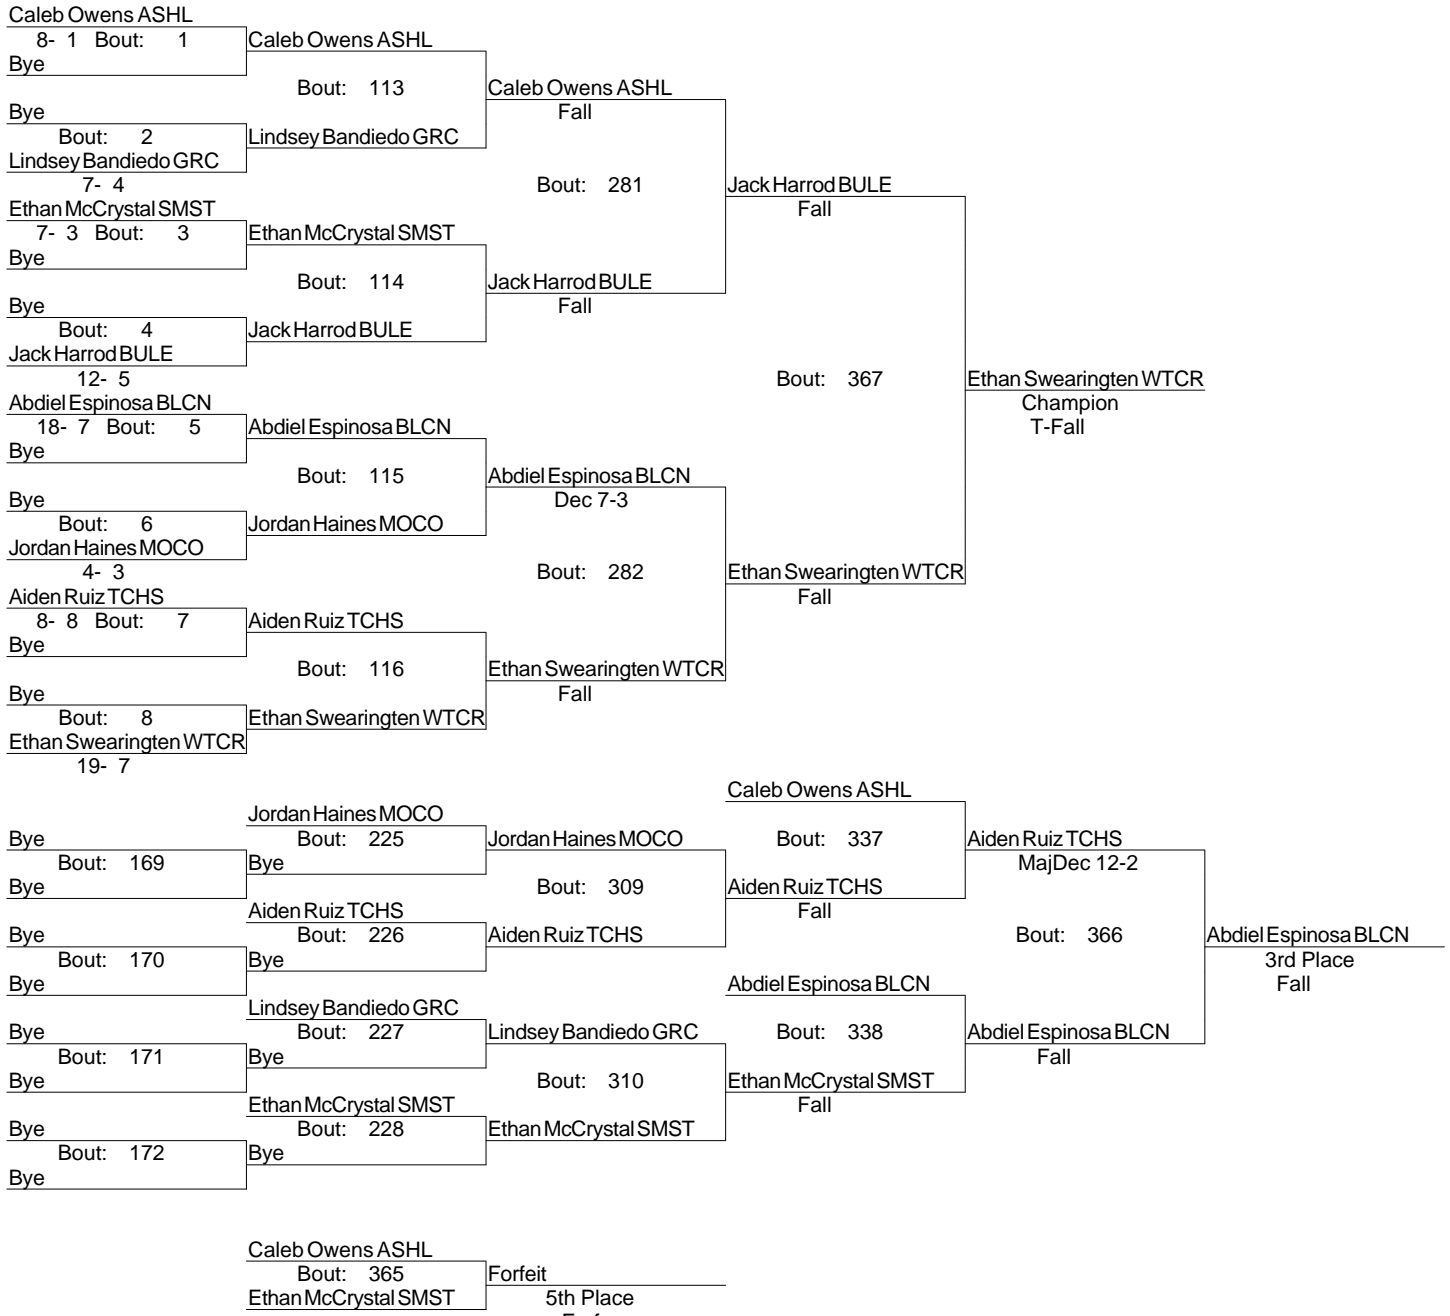 Caleb Owens ASHL
8- 1 Bout: 1
Caleb Owens ASHL
Bye
Bout: 113
Caleb Owens ASHL
Bye
Fall
Bout: 2
Lindsey Bandiedo GRC
Lindsey Bandiedo GRC
7- 4
Bout: 281
Jack Harrod BULE
Ethan McCrystal SMST
Fall
7- 3 Bout: 3
Ethan McCrystal SMST
Bye
Bout: 114
Jack Harrod BULE
Bye
Fall
Bout: 4
Jack Harrod BULE
Jack Harrod BULE
12- 5
Bout: 367
Ethan Swearingten WTCR
Abdiel Espinosa BLCN
Champion
18- 7 Bout: 5
Abdiel Espinosa BLCN
T-Fall
Bye
Bout: 115
Abdiel Espinosa BLCN
Bye
Dec 7-3
Bout: 6
Jordan Haines MOCO
Jordan Haines MOCO
4- 3
Bout: 282
Ethan Swearingten WTCR
Aiden Ruiz TCHS
Fall
8- 8 Bout: 7
Aiden Ruiz TCHS
Bye
Bout: 116
Ethan Swearingten WTCR
Bye
Fall
Bout: 8
Ethan Swearingten WTCR
Ethan Swearingten WTCR
19- 7
Caleb Owens ASHL
Jordan Haines MOCO
Bye
Bout: 225
Jordan Haines MOCO
Bout: 337
Aiden Ruiz TCHS
Bout: 169
Bye
MajDec 12-2
Bye
Bout: 309
Aiden Ruiz TCHS
Aiden Ruiz TCHS
Fall
Bye
Bout: 226
Aiden Ruiz TCHS
Bout: 366
Abdiel Espinosa BLCN
Bout: 170
Bye
3rd Place
Bye
Abdiel Espinosa BLCN
Fall
Lindsey Bandiedo GRC
Bye
Bout: 227
Lindsey Bandiedo GRC
Bout: 338
Abdiel Espinosa BLCN
Bout: 171
Bye
Fall
Bye
Bout: 310
Ethan McCrystal SMST
Ethan McCrystal SMST
Fall
Bye
Bout: 228
Ethan McCrystal SMST
Bout: 172
Bye
Bye
Caleb Owens ASHL
Bout: 365
Forfeit
Ethan McCrystal SMST
5th Place